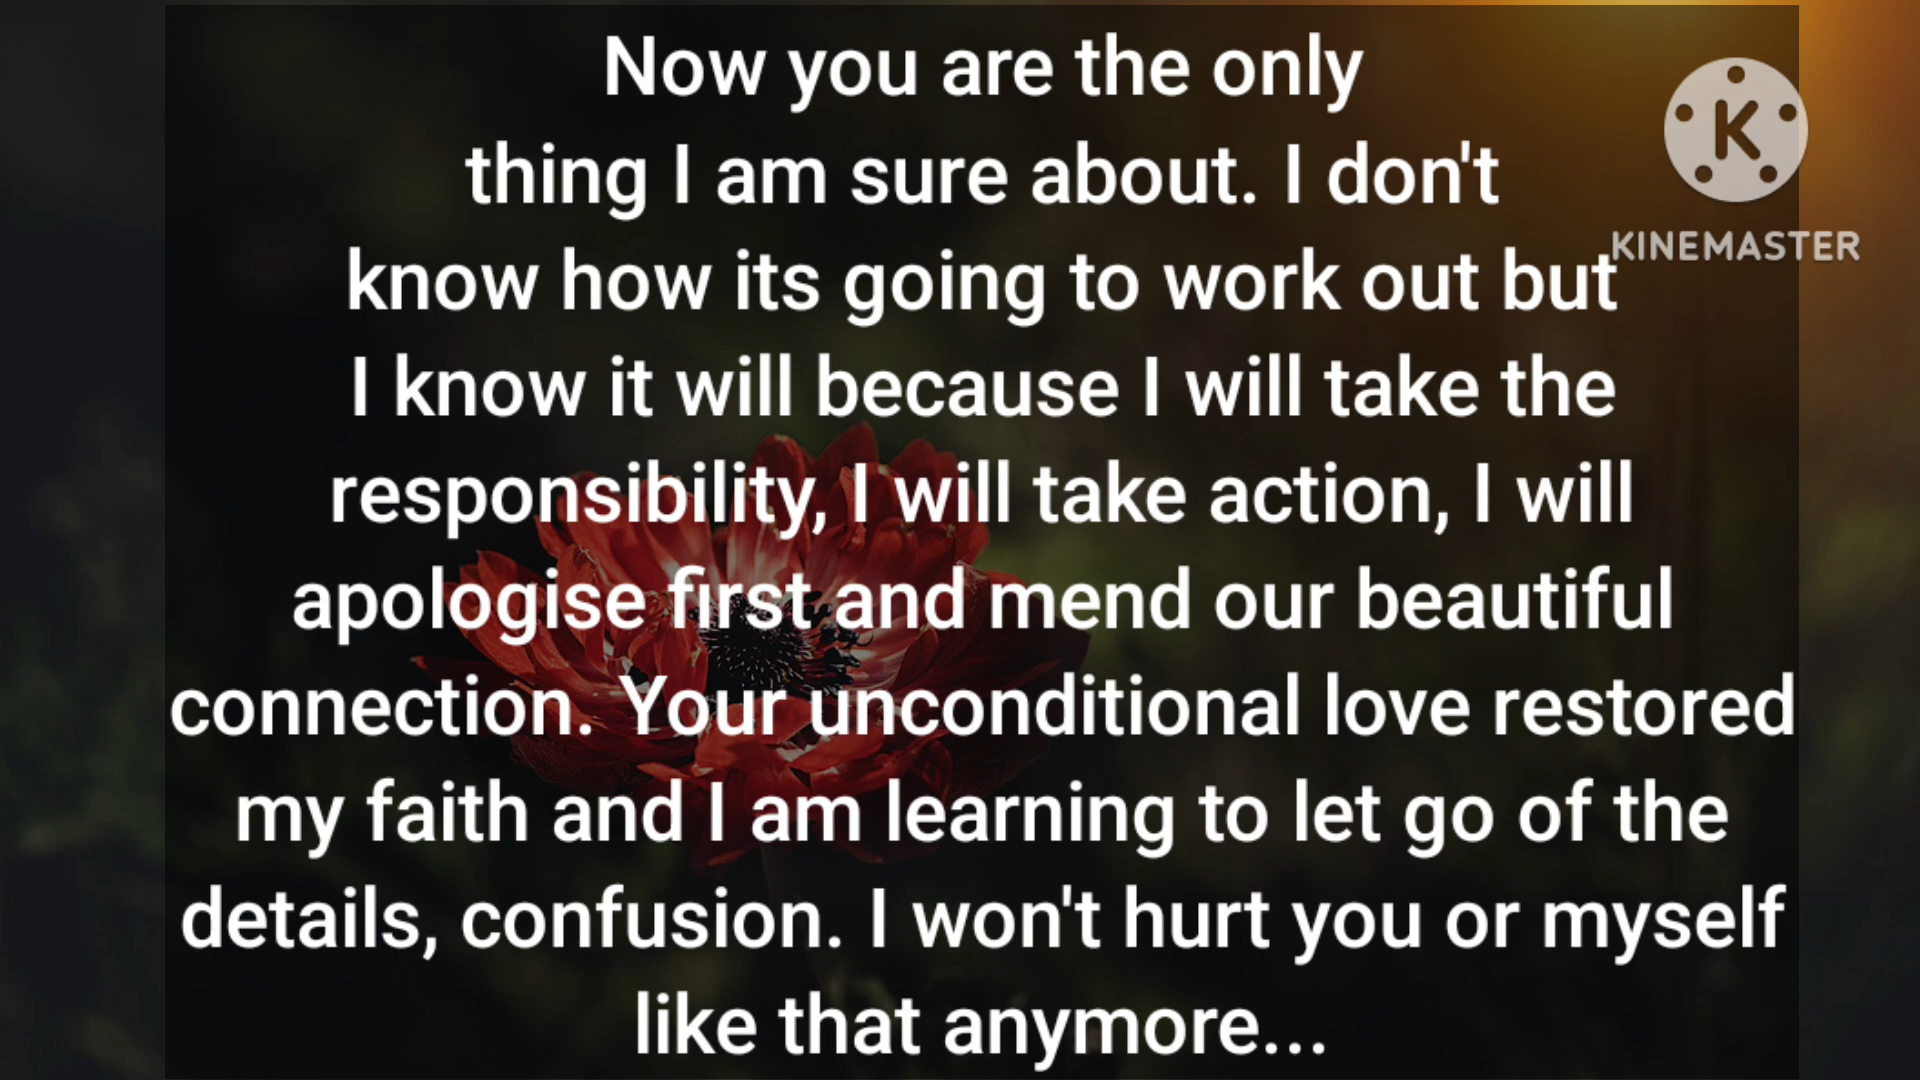 Now you are the only
thing I am sure about. I don't
know how its going to work out but
I know it will because I will take the
responsibility, I will take action, I will
apologise first and mend our beautiful
connection. Your unconditional love restored
my faith and I am learning to let go of the
details, confusion. I won't hurt you or myself
like that anymore...
K
KINEMASTER